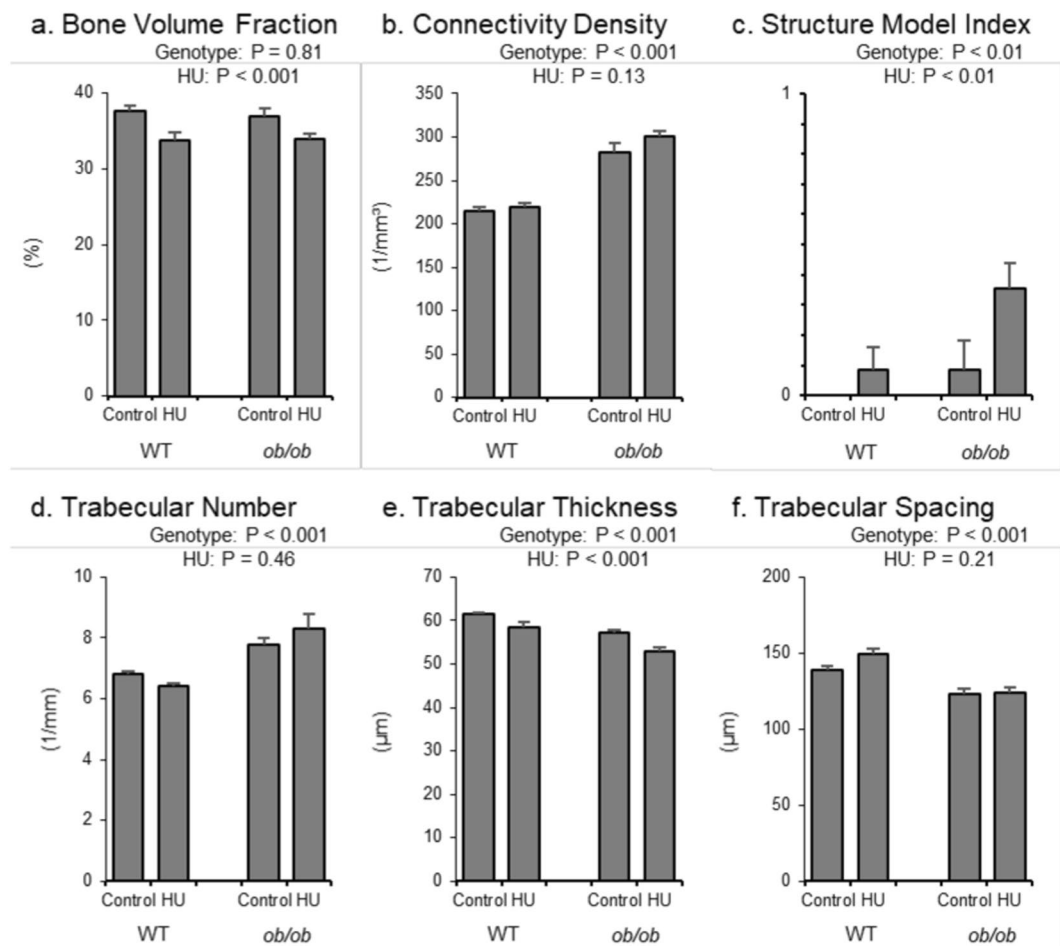 a. Bone Volume Fraction
Genotype: P = 0.81
HU: P < 0.001
40
30
20
10
0
(%)
Control HU
Control HU
WT
ob/ob
b. Connectivity Density
Genotype: P < 0.001
HU: P = 0.13
350
300
250
200
150
100
50
0
(1/mm³)
Control HU
Control HU
WT
ob/ob
c. Structure Model Index
Genotype: P < 0.01
HU: P < 0.01
1
0
Control HU
Control HU
WT
ob/ob
d. Trabecular Number
Genotype: P < 0.001
HU: P = 0.46
10
8
6
4
2
0
(1/mm)
Control HU
Control HU
WT
ob/ob
e. Trabecular Thickness
Genotype: P < 0.001
HU: P < 0.001
70
60
50
40
30
20
10
0
(µm)
Control HU
Control HU
WT
ob/ob
f. Trabecular Spacing
Genotype: P < 0.001
HU: P = 0.21
200
150
100
50
0
(µm)
Control HU
Control HU
WT
ob/ob